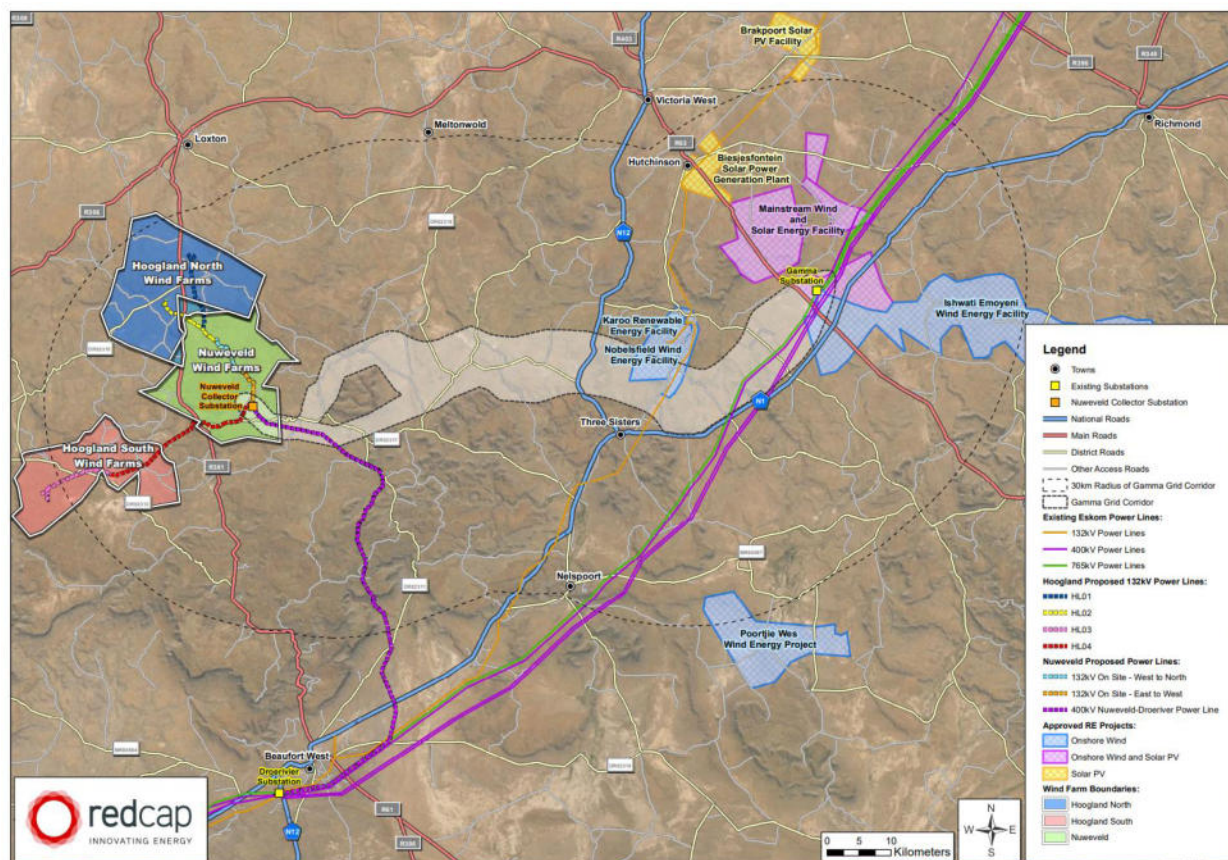 R403
Brakpoort Solar
PV Facility
R398
R348
Victoria West
Meltonwold
Loxton
Richmond
R63
Hutchinson
Biesjesfontein
Solar Power
Generation Plant
Mainstream Wind
and
Solar Energy Facility
N12
Hoogland North
Wind Farms
Gamma
Substation
Ishwati Emoyeni
Wind Energy Facility
Karoo Renewable
Energy Facility
Nobelsfield Wind
Energy Facility
Nuweveld
Wind Farms
Nuweveld
Collector
Substation
N1
Three Sisters
Hoogland South
Wind Farms
R381
Nelspoort
Poortjie Wes
Wind Energy Project
Beaufort West
Droerivier
Substation
R61
N12
redcap
INNOVATING ENERGY
N
W E
S
0 2 4 6 8 10
Kilometers
Legend
Towns
Existing Substations
Nuweveld Collector Substation
National Roads
Main Roads
District Roads
Other Access Roads
30km Radius of Gamma Grid Corridor
Gamma Grid Corridor
Existing Eskom Power Lines:
132kV Power Lines
400kV Power Lines
765kV Power Lines
Hoogland Proposed 132kV Power Lines:
HL01
HL02
HL03
HL04
Nuweveld Proposed Power Lines:
132kV On Site - West to North
132kV On Site - East to West
400kV Nuweveld-Droeriver Power Line
Approved RE Projects:
Onshore Wind
Onshore Wind and Solar PV
Solar PV
Wind Farm Boundaries:
Hoogland North
Hoogland South
Nuweveld